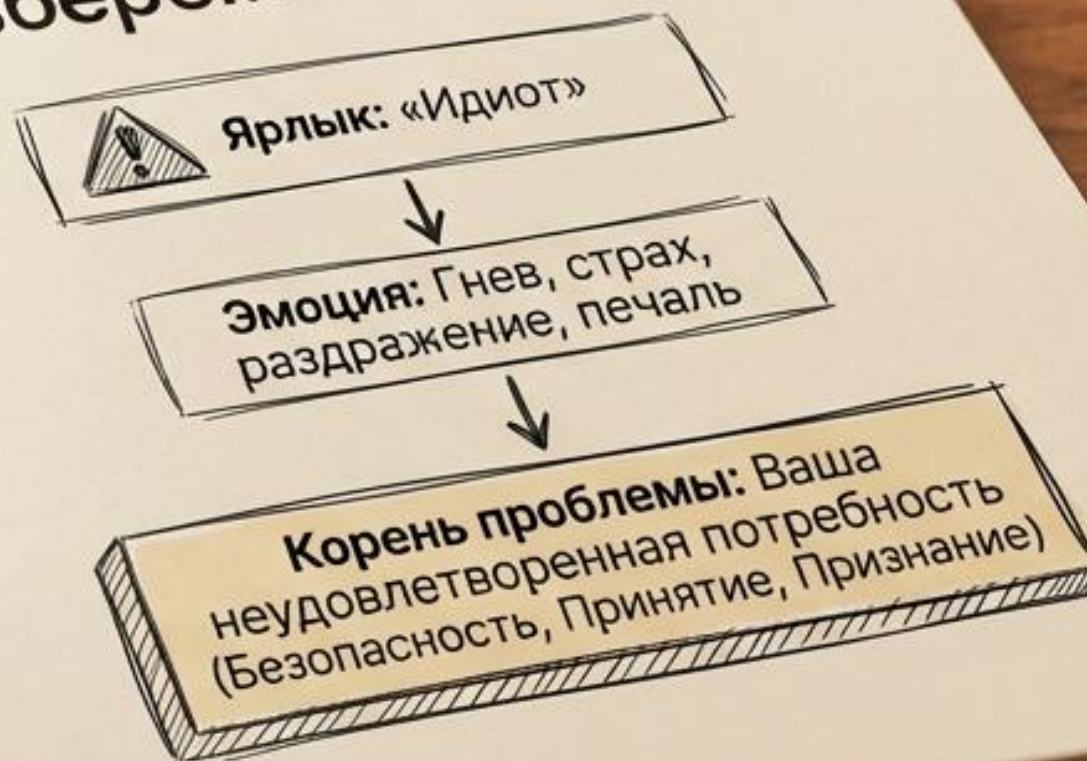 Ярлык: «Идиот»
Эмоция: Гнев, страх,
раздражение, печаль
Корень проблемы: Ваша
неудовлетворенная потребность
(Безопасность, Принятие, Признание)